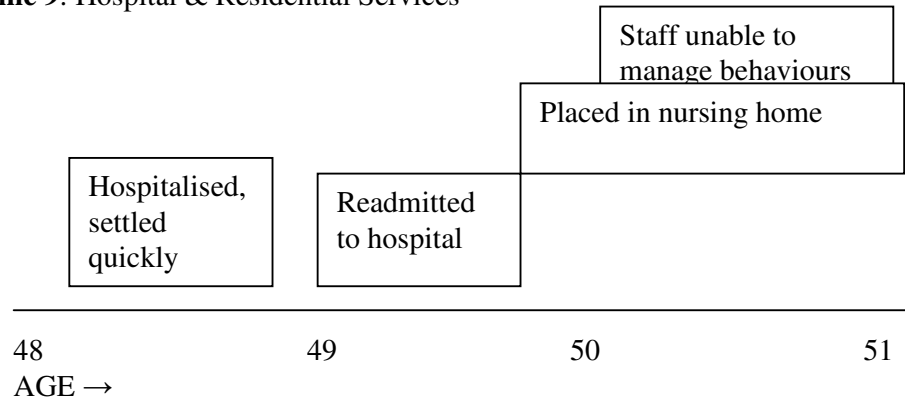 9: Hospital & Residential Services
Staff unable to
manage behaviours
Placed in nursing home
Hospitalised,
settled
quickly
Readmitted
to hospital
48 49 50 51
AGE →